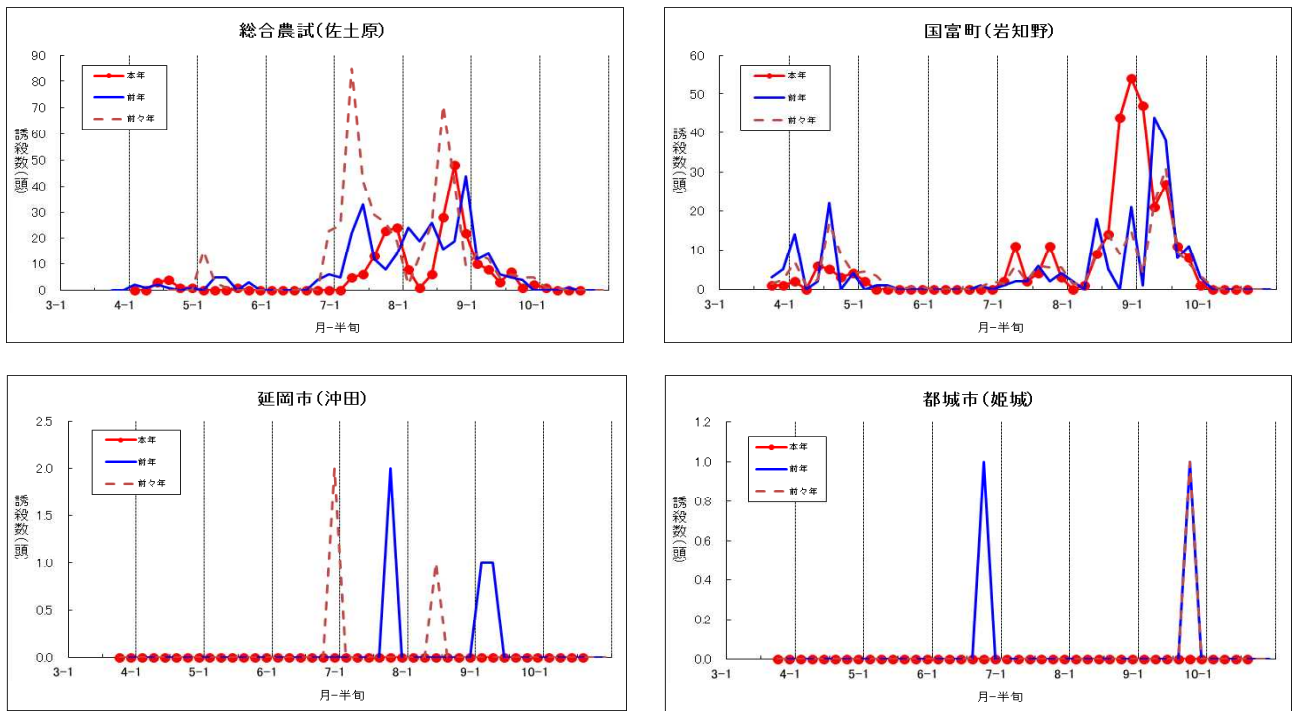 総合農試(佐土原)
90
80
70
60
50
40
30
20
10
0
本年
前年
前々年
誘殺数(頭)
3-1 4-1 5-1 6-1 7-1 8-1 9-1 10-1
月-半旬
国富町(岩知野)
60
50
40
30
20
10
0
本年
前年
前々年
誘殺数(頭)
3-1 4-1 5-1 6-1 7-1 8-1 9-1 10-1
月-半旬
延岡市(沖田)
2.5
2.0
1.5
1.0
0.5
0.0
本年
前年
前々年
誘殺数(頭)
3-1 4-1 5-1 6-1 7-1 8-1 9-1 10-1
月-半旬
都城市(姫城)
1.2
1.0
0.8
0.6
0.4
0.2
0.0
本年
前年
前々年
誘殺数(頭)
3-1 4-1 5-1 6-1 7-1 8-1 9-1 10-1
月-半旬